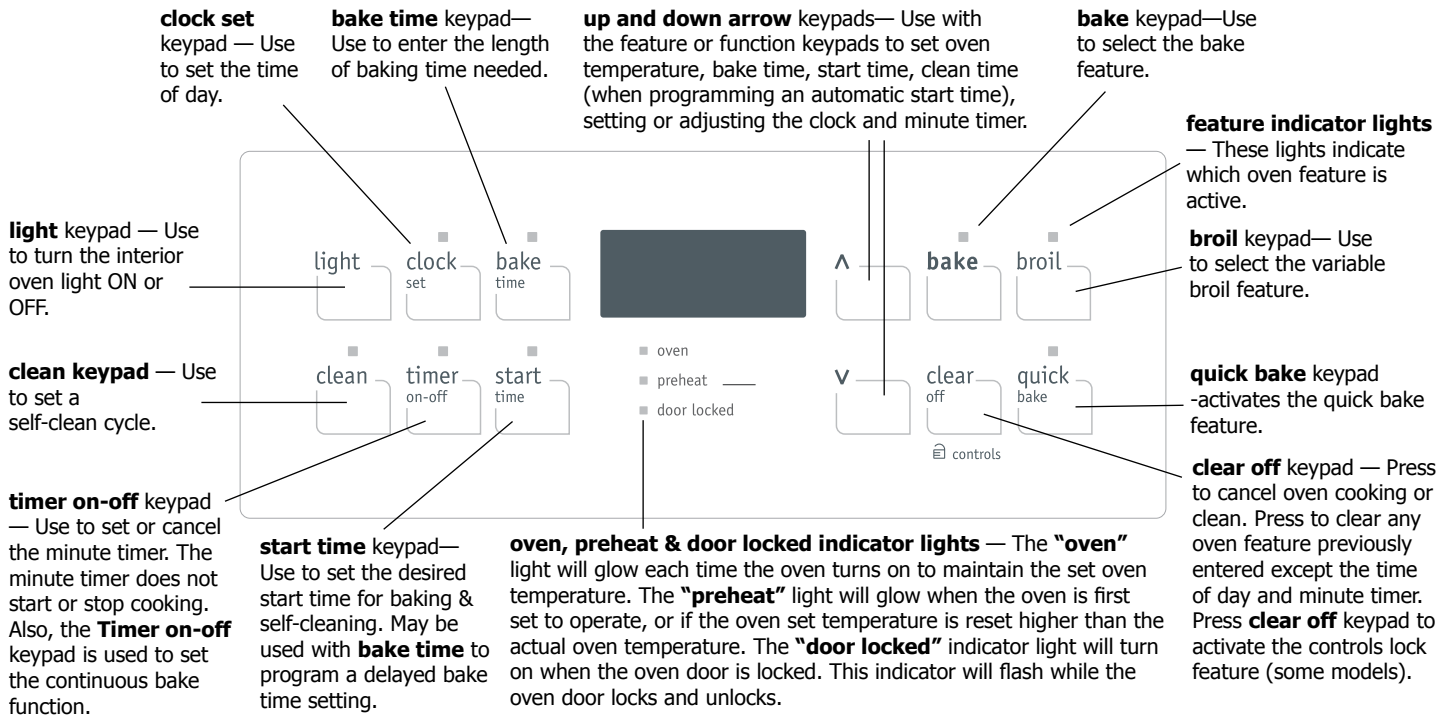 clock set
keypad — Use
to set the time
of day.
bake time keypad—
Use to enter the length
of baking time needed.
up and down arrow keypads— Use with
the feature or function keypads to set oven
temperature, bake time, start time, clean time
(when programming an automatic start time),
setting or adjusting the clock and minute timer.
bake keypad—Use
to select the bake
feature.
feature indicator lights
— These lights indicate
which oven feature is
active.
light keypad — Use
to turn the interior
oven light ON or
OFF.
broil keypad— Use
to select the variable
broil feature.
light
clock
set
bake
time
bake
broil
clean keypad — Use
to set a
self-clean cycle.
clean
timer
on-off
start
time
oven
preheat
door locked
clear
off
quick
bake
controls
quick bake keypad
-activates the quick bake
feature.
timer on-off keypad
— Use to set or cancel
the minute timer. The
minute timer does not
start or stop cooking.
Also, the Timer on-off
keypad is used to set
the continuous bake
function.
start time keypad—
Use to set the desired
start time for baking &
self-cleaning. May be
used with bake time to
program a delayed bake
time setting.
oven, preheat & door locked indicator lights — The “oven”
light will glow each time the oven turns on to maintain the set oven
temperature. The “preheat” light will glow when the oven is first
set to operate, or if the oven set temperature is reset higher than the
actual oven temperature. The “door locked” indicator light will turn
on when the oven door is locked. This indicator will flash while the
oven door locks and unlocks.
clear off keypad — Press
to cancel oven cooking or
clean. Press to clear any
oven feature previously
entered except the time
of day and minute timer.
Press clear off keypad to
activate the controls lock
feature (some models).